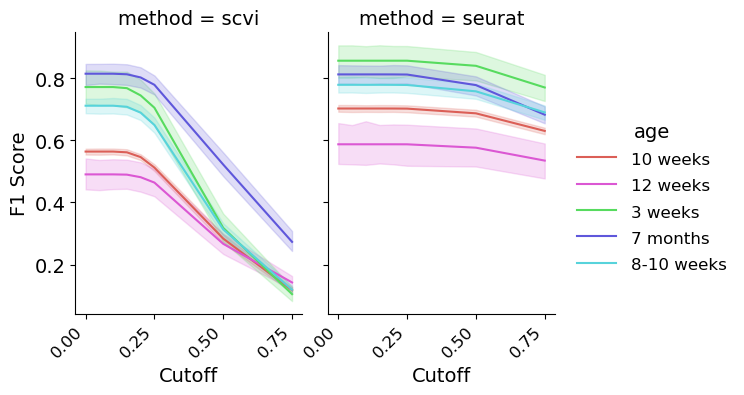 method = scvi
method = seurat
F1 Score
0.8
0.6
0.4
0.2
0.00
0.25
0.50
0.75
0.00
0.25
0.50
0.75
Cutoff
Cutoff
age
10 weeks
12 weeks
3 weeks
7 months
8-10 weeks